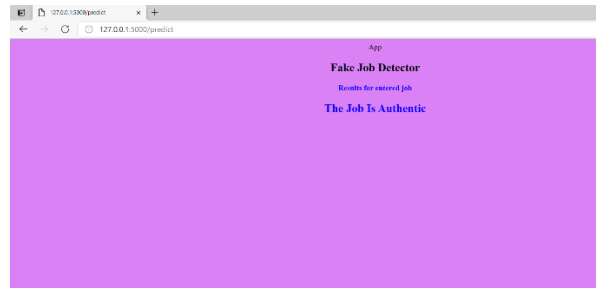 127.0.0.1:5000/predict
127.0.0.1:5000/predict
App
Fake Job Detector
Results for entered job
The Job Is Authentic